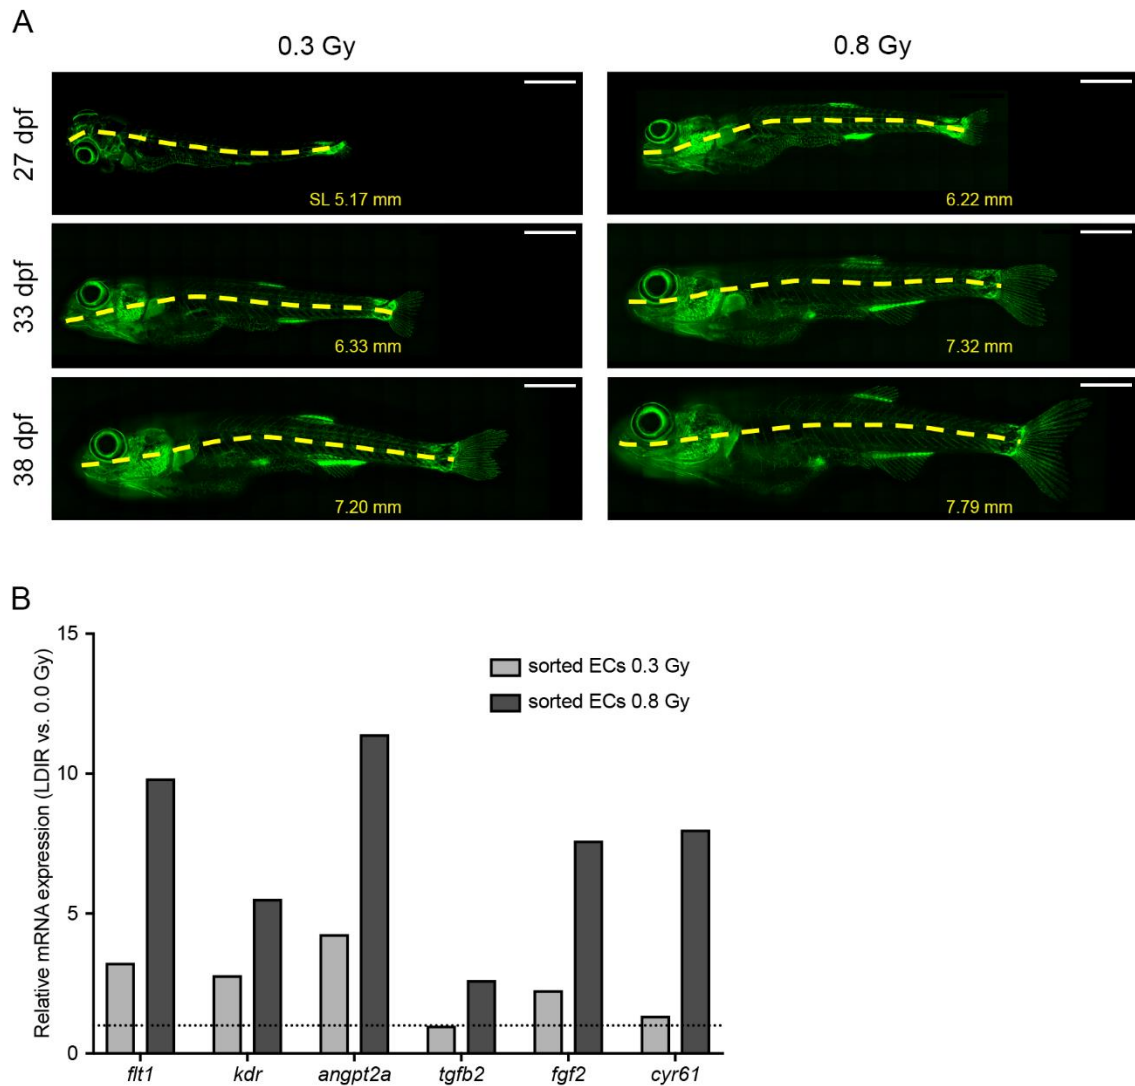 A
0.3 Gy
0.8 Gy
27 dpf
SL 5.17 mm
6.22 mm
33 dpf
6.33 mm
7.32 mm
38 dpf
7.20 mm
7.79 mm
B
Relative mRNA expression (LDIR vs. 0.0 Gy)
15
10
5
0
sorted ECs 0.3 Gy
sorted ECs 0.8 Gy
flt1
kdr
angpt2a
tgfb2
fgf2
cyr61